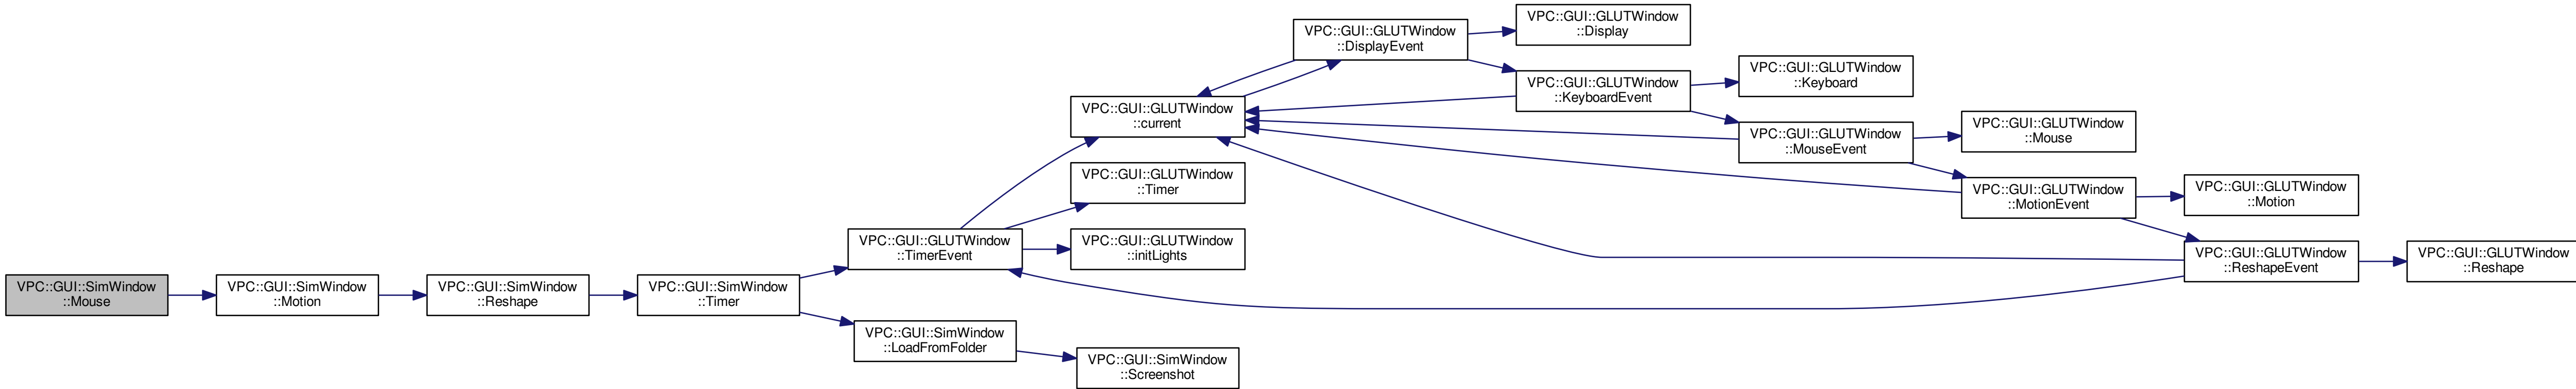 VPC::GUI::SimWindow
::Mouse
VPC::GUI::SimWindow
::Motion
VPC::GUI::SimWindow
::Reshape
VPC::GUI::SimWindow
::Timer
VPC::GUI::GLUTWindow
::TimerEvent
VPC::GUI::SimWindow
::LoadFromFolder
VPC::GUI::GLUTWindow
::current
VPC::GUI::GLUTWindow
::Timer
VPC::GUI::GLUTWindow
::initLights
VPC::GUI::SimWindow
::Screenshot
VPC::GUI::GLUTWindow
::DisplayEvent
VPC::GUI::GLUTWindow
::Display
VPC::GUI::GLUTWindow
::KeyboardEvent
VPC::GUI::GLUTWindow
::Keyboard
VPC::GUI::GLUTWindow
::MouseEvent
VPC::GUI::GLUTWindow
::Mouse
VPC::GUI::GLUTWindow
::MotionEvent
VPC::GUI::GLUTWindow
::Motion
VPC::GUI::GLUTWindow
::ReshapeEvent
VPC::GUI::GLUTWindow
::Reshape